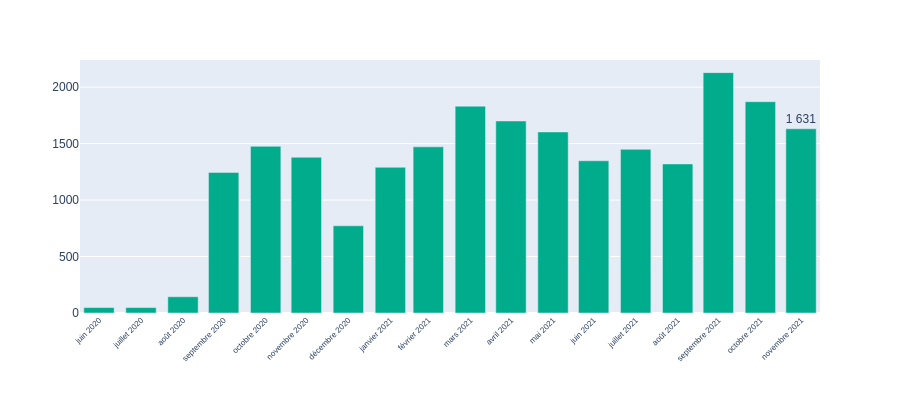 2000
1500
1000
500
0
1 631
juin 2020
juillet 2020
août 2020
septembre 2020
octobre 2020
novembre 2020
décembre 2020
janvier 2021
février 2021
mars 2021
avril 2021
mai 2021
juin 2021
juillet 2021
août 2021
septembre 2021
octobre 2021
novembre 2021